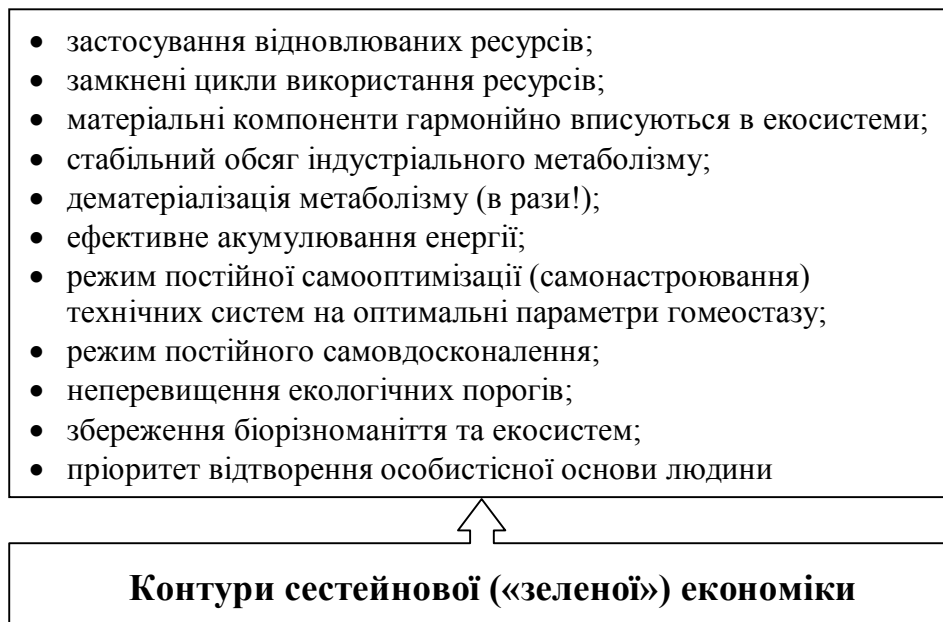 • застосування відновлюваних ресурсів;
• замкнені цикли використання ресурсів;
• матеріальні компоненти гармонійно вписуються в екосистеми;
• стабільний обсяг індустріального метаболізму;
• дематеріалізація метаболізму (в рази!);
• ефективне акумулювання енергії;
• режим постійної самооптимізації (самонастроювання)
технічних систем на оптимальні параметри гомеостазу;
• режим постійного самовдосконалення;
• неперевищення екологічних порогів;
• збереження біорізноманіття та екосистем;
• пріоритет відтворення особистісної основи людини
Контури сестейнової («зеленої») економіки